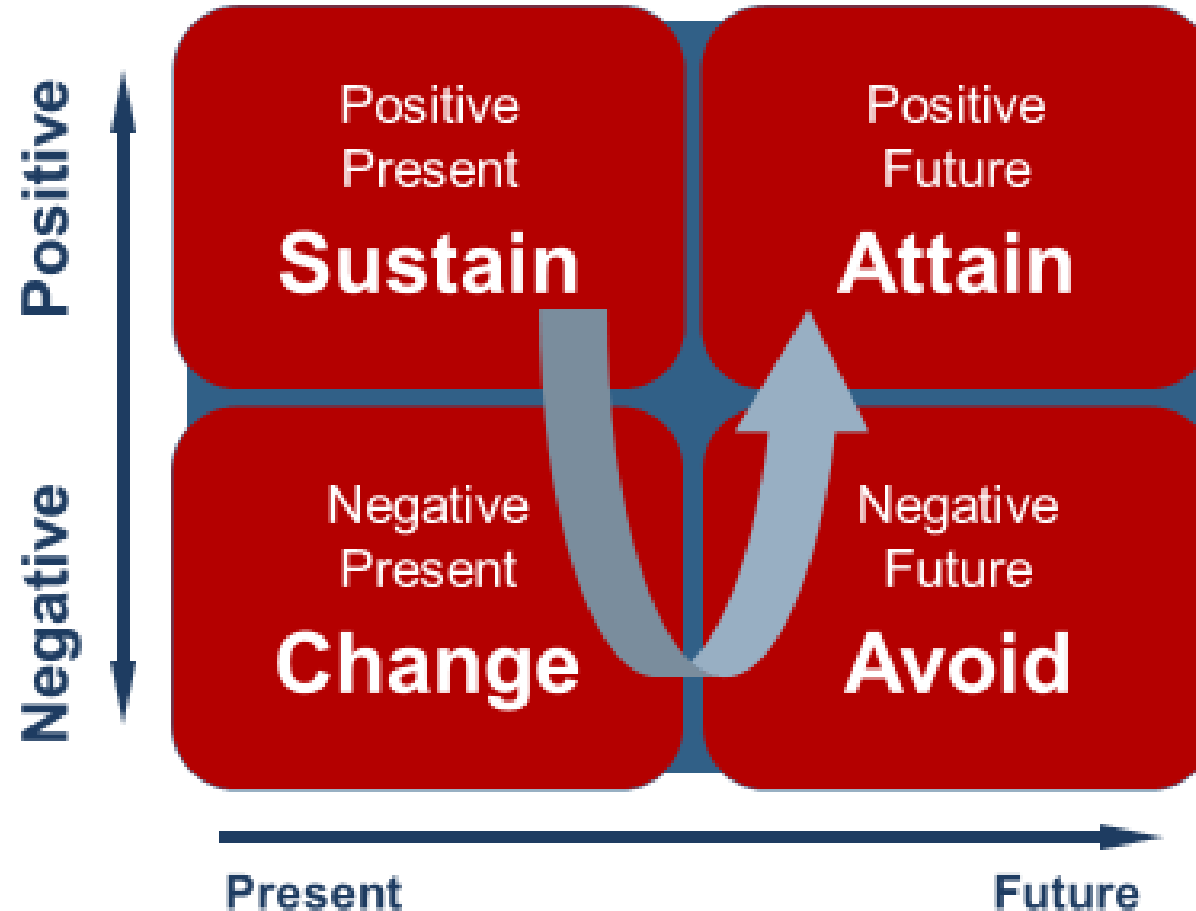 Positive
Positive
Present
Sustain
Positive
Future
Attain
Negative
Negative
Present
Change
Negative
Future
Avoid
Present
Future